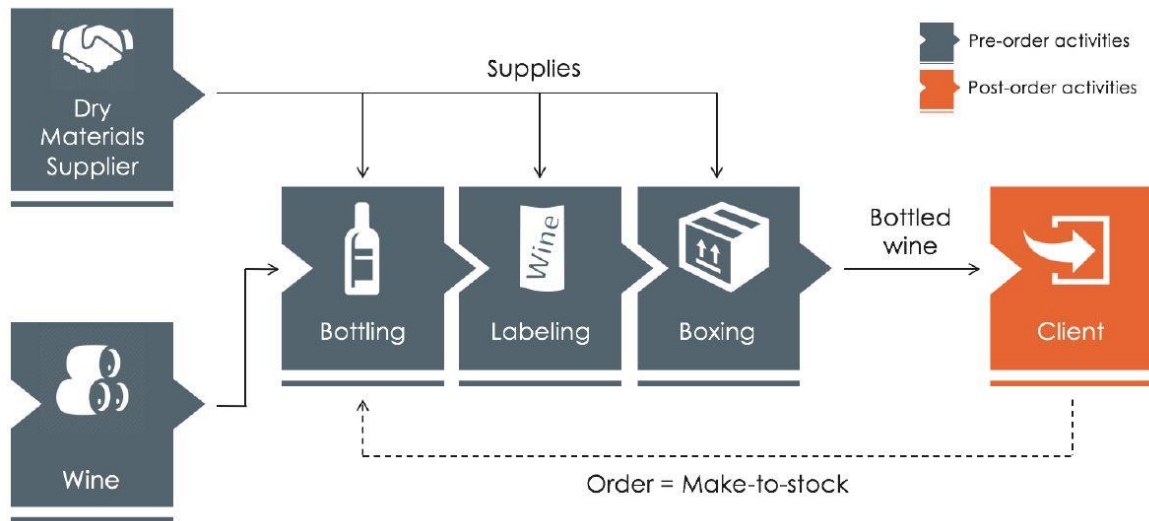 Dry
Materials
Supplier
Supplies
Pre-order activities
Post-order activities
Wine
Bottling
Labeling
Boxing
Bottled
wine
Client
Wine
Order = Make-to-stock